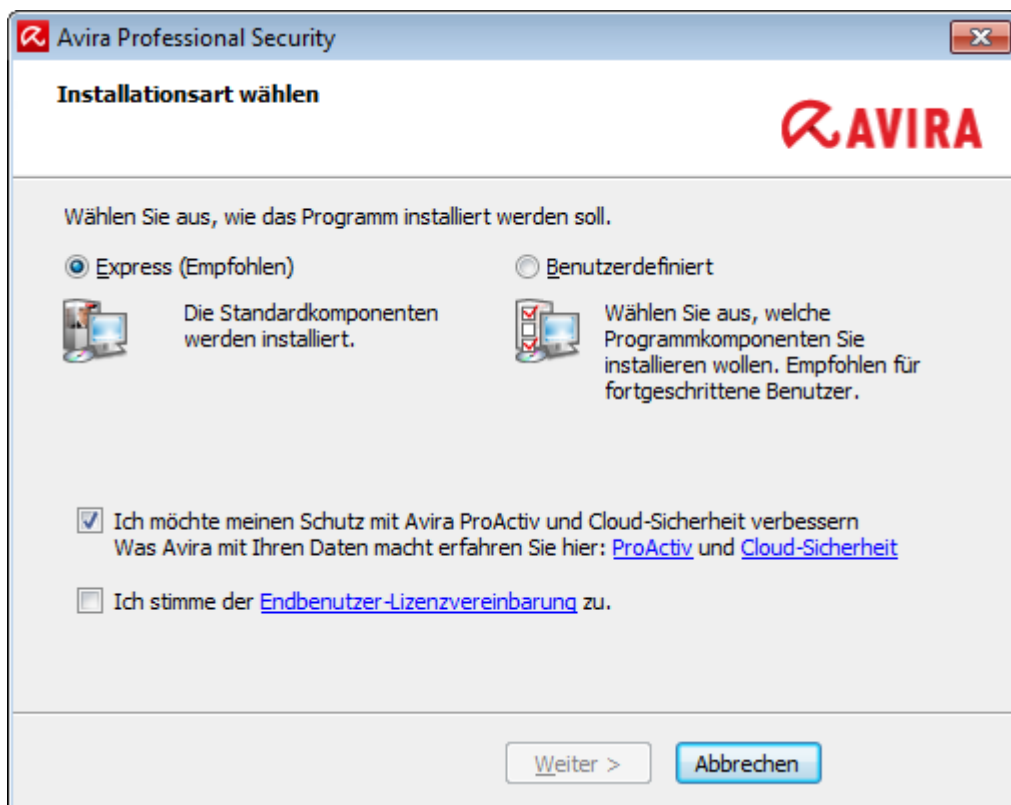 Avira Professional Security
Installationsart wählen
AVIRA
Wählen Sie aus, wie das Programm installiert werden soll.
Express (Empfohlen)
Die Standardkomponenten
werden installiert.
Benutzerdefiniert
Wählen Sie aus, welche
Programmkomponenten Sie
installieren wollen. Empfohlen für
fortgeschrittene Benutzer.
Ich möchte meinen Schutz mit Avira ProActiv und Cloud-Sicherheit verbessern
Was Avira mit Ihren Daten macht erfahren Sie hier: ProActiv und Cloud-Sicherheit
Ich stimme der Endbenutzer-Lizenzvereinbarung zu.
Weiter >
Abbrechen